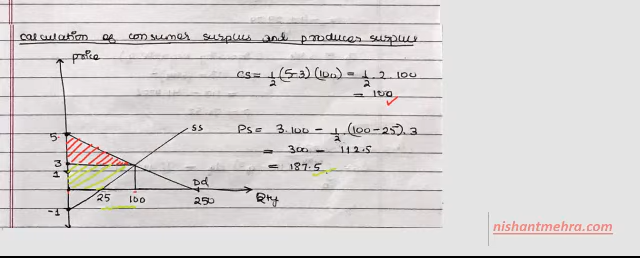 calculation of consumer surplus and producer surplus
price
CS = 1/2 (5-3) (100) = 1/2 . 2 . 100
= 100
5
SS
PS = 3.100 - 1/2 . (100-25) . 3
3
= 300 - 112.5
1
= 187.5
Dd
-1
25 100 250 Qty
nishantmehra.com